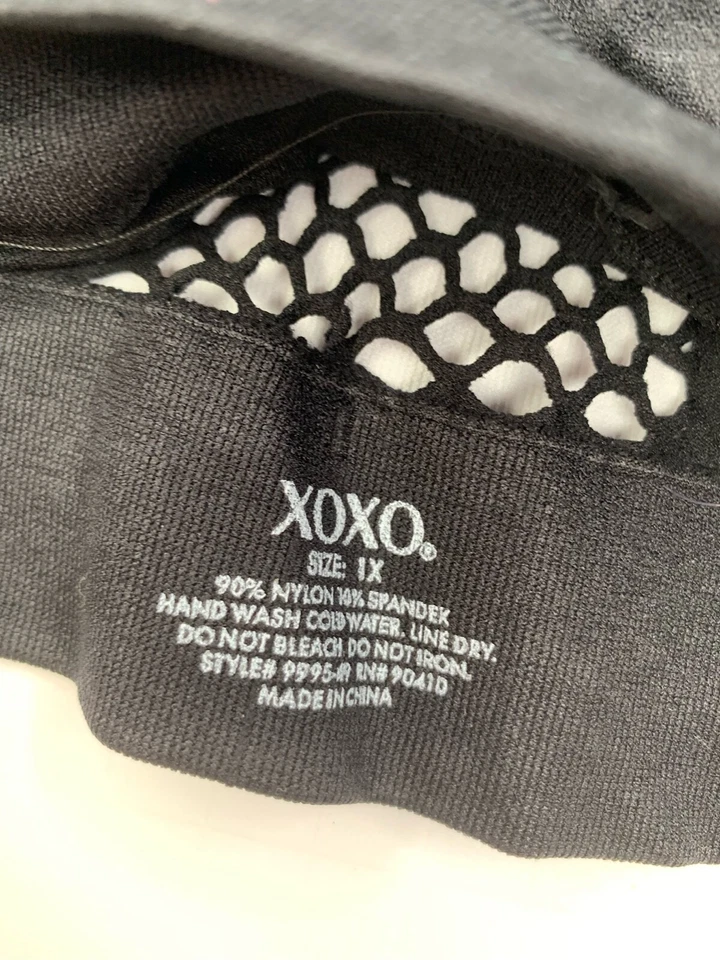 XOXO®
SIZE: 1X
90% NYLON 10% SPANDEX
HAND WASH COLD WATER. LINE DRY.
DO NOT BLEACH. DO NOT IRON.
STYLE# RN# 90410
MADE IN CHINA